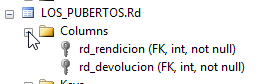 LOS_PUBERTOS.Rd
Columns
rd_rendicion (FK, int, not null)
rd_devolucion (FK, int, not null)